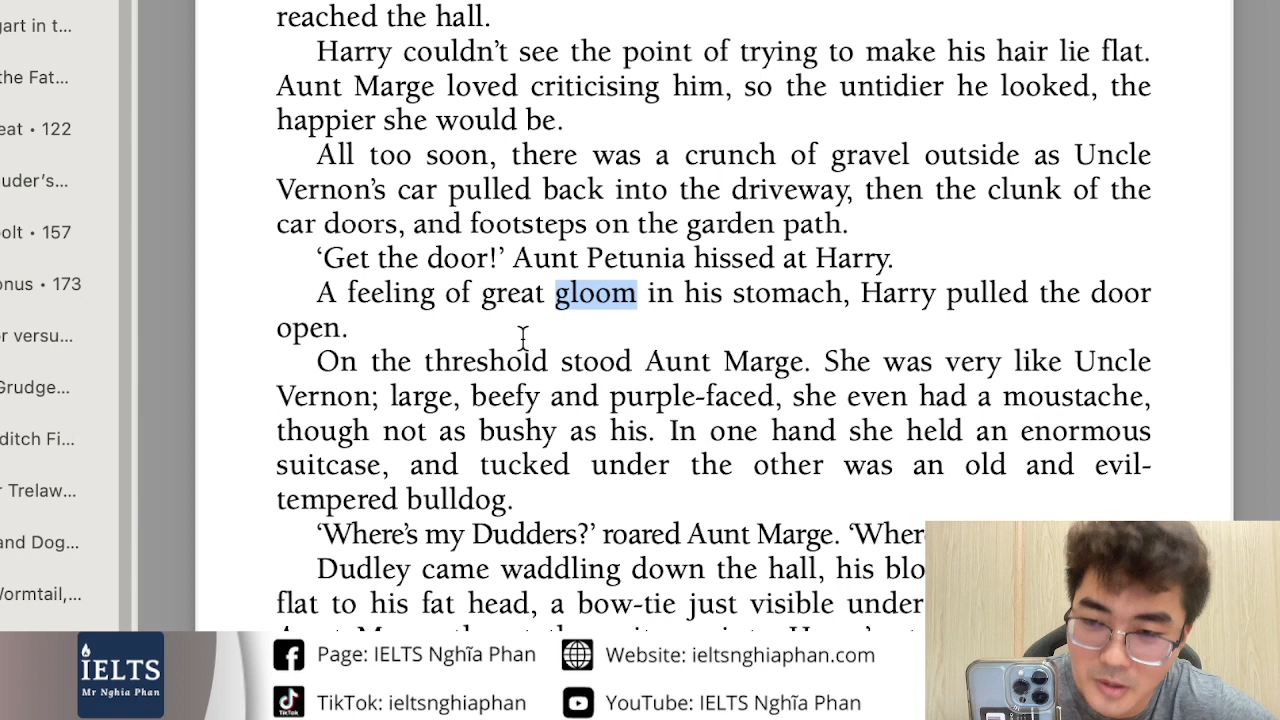 reached the hall.
Harry couldn't see the point of trying to make his hair lie flat.
Aunt Marge loved criticising him, so the untidier he looked, the
happier she would be.
All too soon, there was a crunch of gravel outside as Uncle
Vernon's car pulled back into the driveway, then the clunk of the
car doors, and footsteps on the garden path.
‘Get the door!’ Aunt Petunia hissed at Harry.
A feeling of great gloom in his stomach, Harry pulled the door
open.
On the threshold stood Aunt Marge. She was very like Uncle
Vernon; large, beefy and purple-faced, she even had a moustache,
though not as bushy as his. In one hand she held an enormous
suitcase, and tucked under the other was an old and evil-
tempered bulldog.
‘Where's my Dudders?’ roared Aunt Marge. ‘Wher
Dudley came waddling down the hall, his blo
flat to his fat head, a bow-tie just visible under
gart in t...
the Fat...
eat • 122
uder's...
olt • 157
onus • 173
or versu...
Grudge...
ditch Fi...
r Trelaw...
and Dog...
Wormtail,...
IELTS
Mr Nghia Phan
Page: IELTS Nghĩa Phan
Website: ieltsnghiaphan.com
TikTok: ieltsnghiaphan
YouTube: IELTS Nghĩa Phan